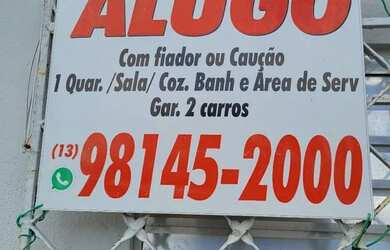 ALUGO
Com fiador ou Caução
1 Quar. /Sala/ Coz. Banh e Área de Serv
Gar. 2 carros
(13) 98145-2000